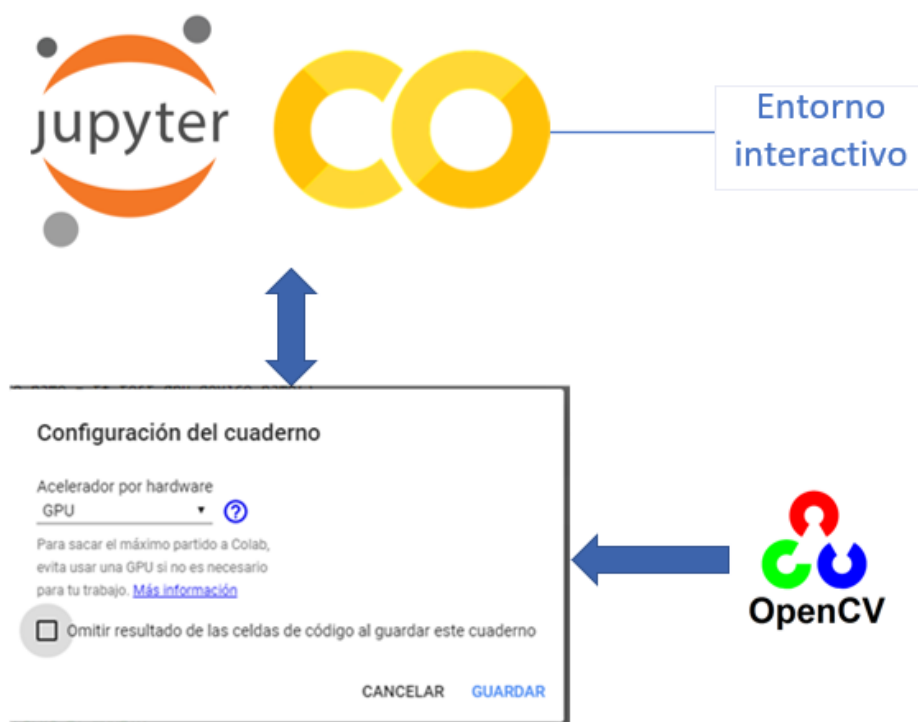 jupyter
CO
Entorno
interactivo
Configuración del cuaderno
Acelerador por hardware
GPU
Para sacar el máximo partido a Colab,
evita usar una GPU si no es necesario
para tu trabajo. Más información
Omitir resultado de las celdas de código al guardar este cuaderno
CANCELAR GUARDAR
OpenCV